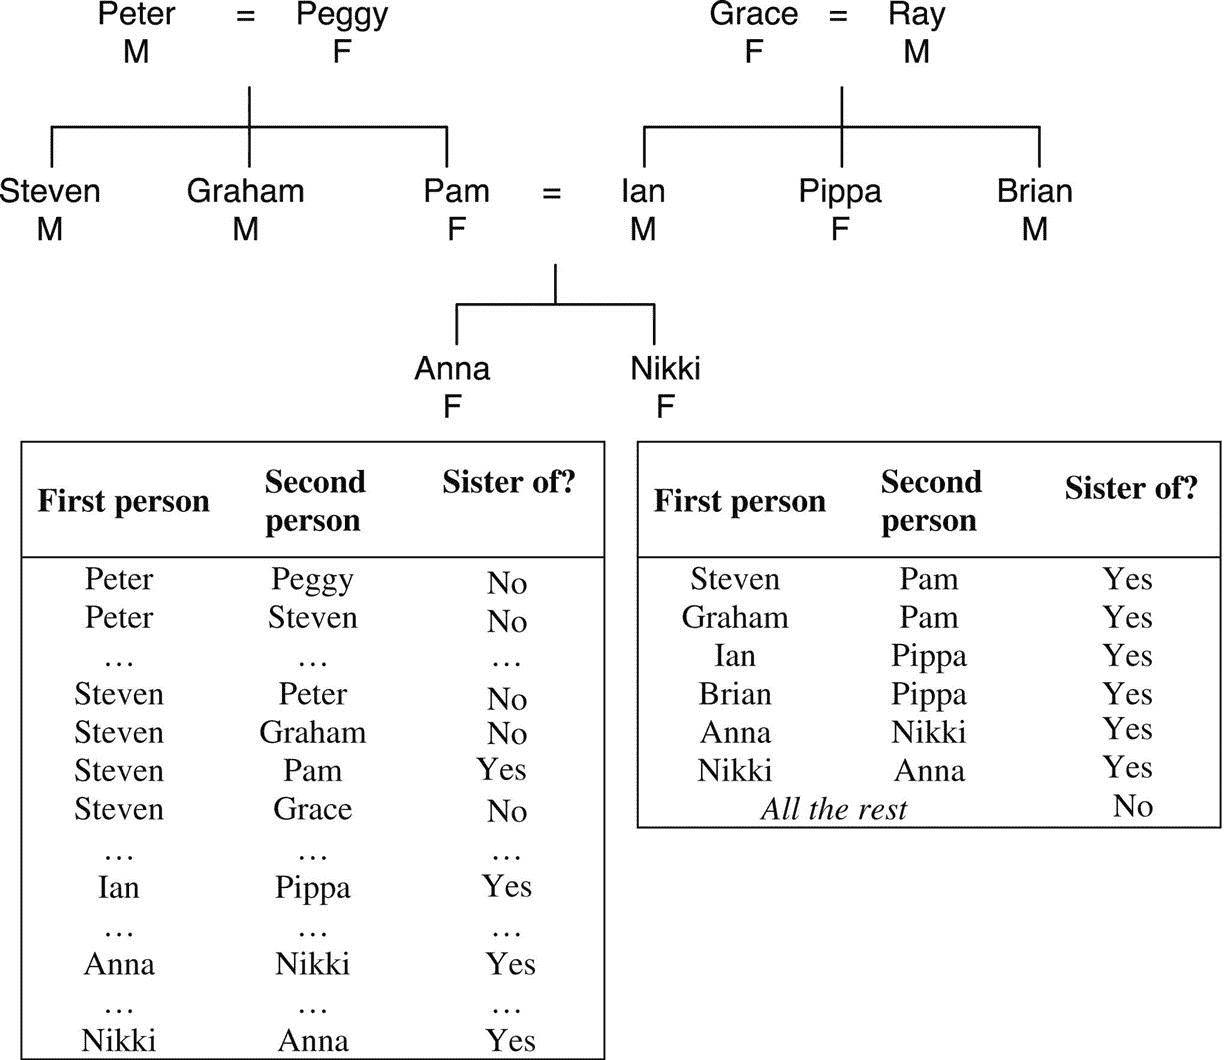 Peter = Peggy Grace = Ray
M F F M
Steven Graham Pam = Ian Pippa Brian
M M F M F M
Anna Nikki
F F
First person Second person Sister of?
Peter Peggy No
Peter Steven No
… … …
Steven Peter No
Steven Graham No
Steven Pam Yes
Steven Grace No
… … …
Ian Pippa Yes
… … …
Anna Nikki Yes
… … …
Nikki Anna Yes
First person Second person Sister of?
Steven Pam Yes
Graham Pam Yes
Ian Pippa Yes
Brian Pippa Yes
Anna Nikki Yes
Nikki Anna Yes
All the rest No